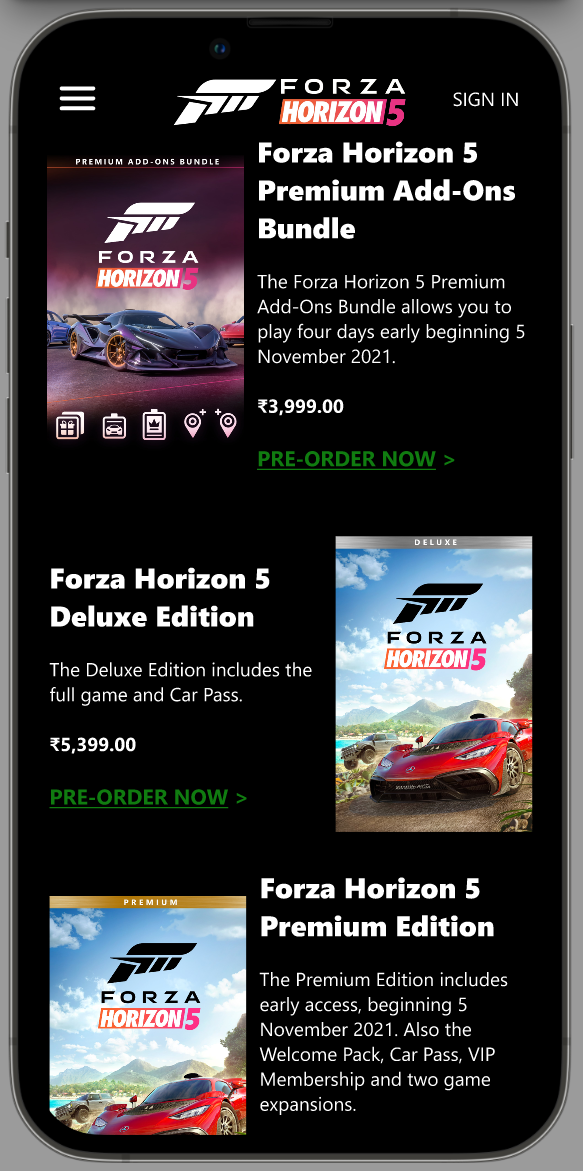 FORZA
HORIZON 5
SIGN IN
PREMIUM ADD-ONS BUNDLE
FORZA
HORIZON 5
Forza Horizon 5
Premium Add-Ons
Bundle
The Forza Horizon 5 Premium
Add-Ons Bundle allows you to
play four days early beginning 5
November 2021.
₹3,999.00
PRE-ORDER NOW >
Forza Horizon 5
Deluxe Edition
The Deluxe Edition includes the
full game and Car Pass.
₹5,399.00
PRE-ORDER NOW >
DELUXE
FORZA
HORIZON 5
PREMIUM
FORZA
HORIZON 5
Forza Horizon 5
Premium Edition
The Premium Edition includes
early access, beginning 5
November 2021. Also the
Welcome Pack, Car Pass, VIP
Membership and two game
expansions.